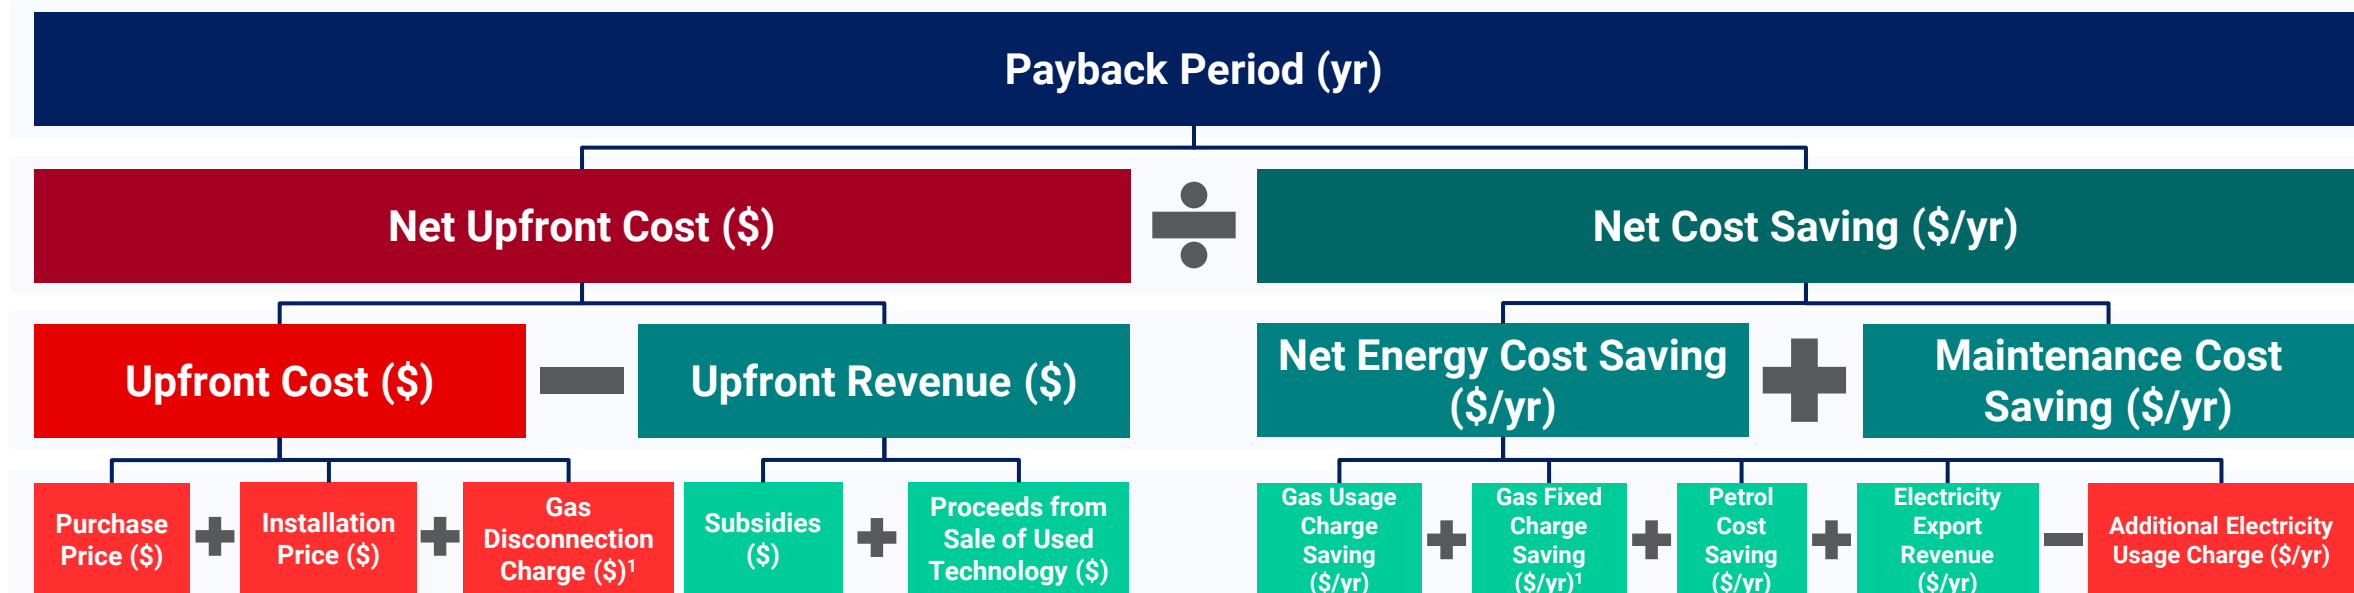 Payback Period (yr)
Net Upfront Cost ($)
Net Cost Saving ($/yr)
Upfront Cost ($)
Upfront Revenue ($)
Net Energy Cost Saving
($/yr)
Maintenance Cost
Saving ($/yr)
Purchase
Price ($)
Installation
Price ($)
Gas
Disconnection
Charge ($)¹
Subsidies
($)
Proceeds from
Sale of Used
Technology ($)
Gas Usage
Charge
Saving
($/yr)
Gas Fixed
Charge
Saving
($/yr)¹
Petrol
Cost
Saving
($/yr)
Electricity
Export
Revenue
($/yr)
Additional Electricity
Usage Charge ($/yr)